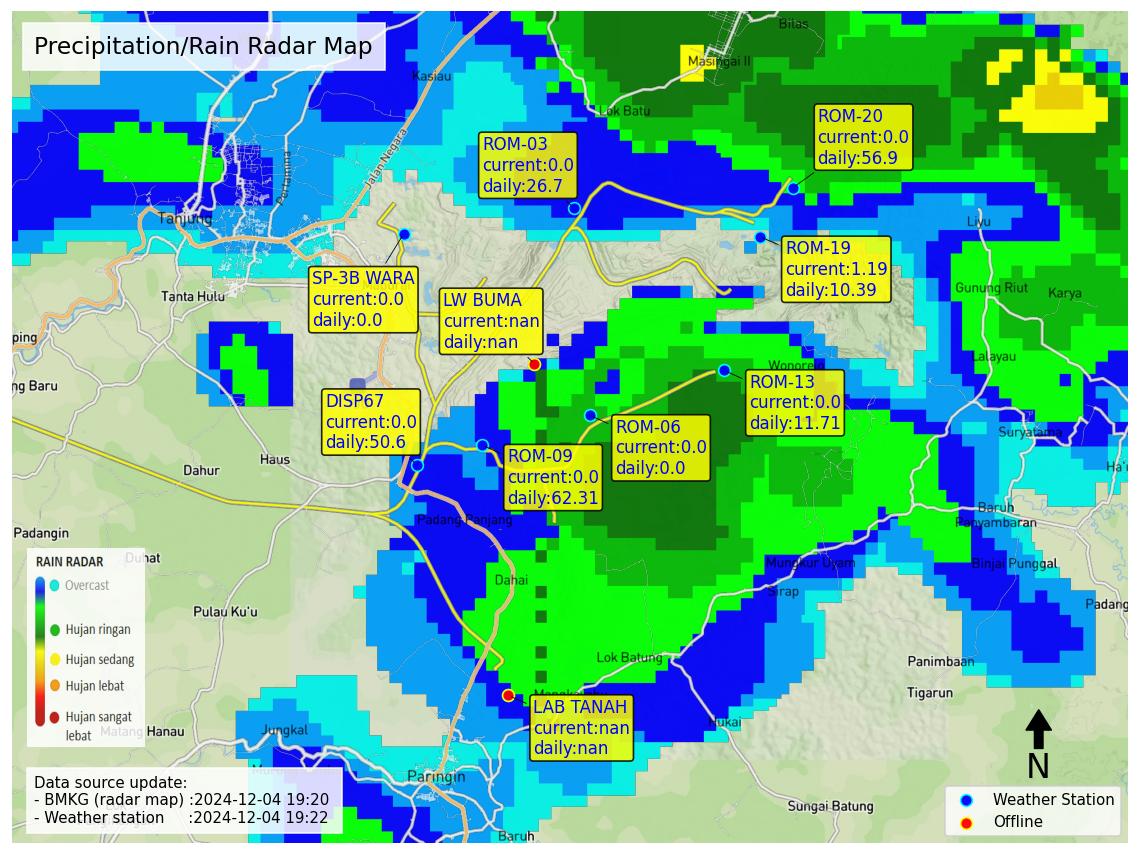 Precipitation/Rain Radar Map
Bitas
Masingai II
Kasiau
Lok Batu
ROM-20
current:0.0
daily:56.9
ROM-03
current:0.0
daily:26.7
Jalan Negara
Pertamina
Tanjung
Liyu
ROM-19
current:1.19
daily:10.39
SP-3B WARA
current:0.0
daily:0.0
Tanta Hulu
LW BUMA
current:nan
daily:nan
Gunung Riut
Karya
ping
Lalayau
Wonorejo
ng Baru
ROM-13
current:0.0
daily:11.71
DISP67
current:0.0
daily:50.6
ROM-06
current:0.0
daily:0.0
Suryatama
Haus
Dahur
ROM-09
current:0.0
daily:62.31
Ha'u
Baruh
Panyambaran
Padang Panjang
Padangin
Duhat
Mungkur Uyam
Binjai Punggal
RAIN RADAR
Overcast
Hujan ringan
Hujan sedang
Hujan lebat
Hujan sangat
lebat
Dahai
Sirap
Padang
Pulau Ku'u
Lok Batung
Panimbaan
Tigarun
LAB TANAH
current:nan
daily:nan
Matang Hanau
Jungkal
Hukai
N
Paringin
Sungai Batung
Baruh
Data source update:
- BMKG (radar map) :2024-12-04 19:20
- Weather station :2024-12-04 19:22
Weather Station
Offline